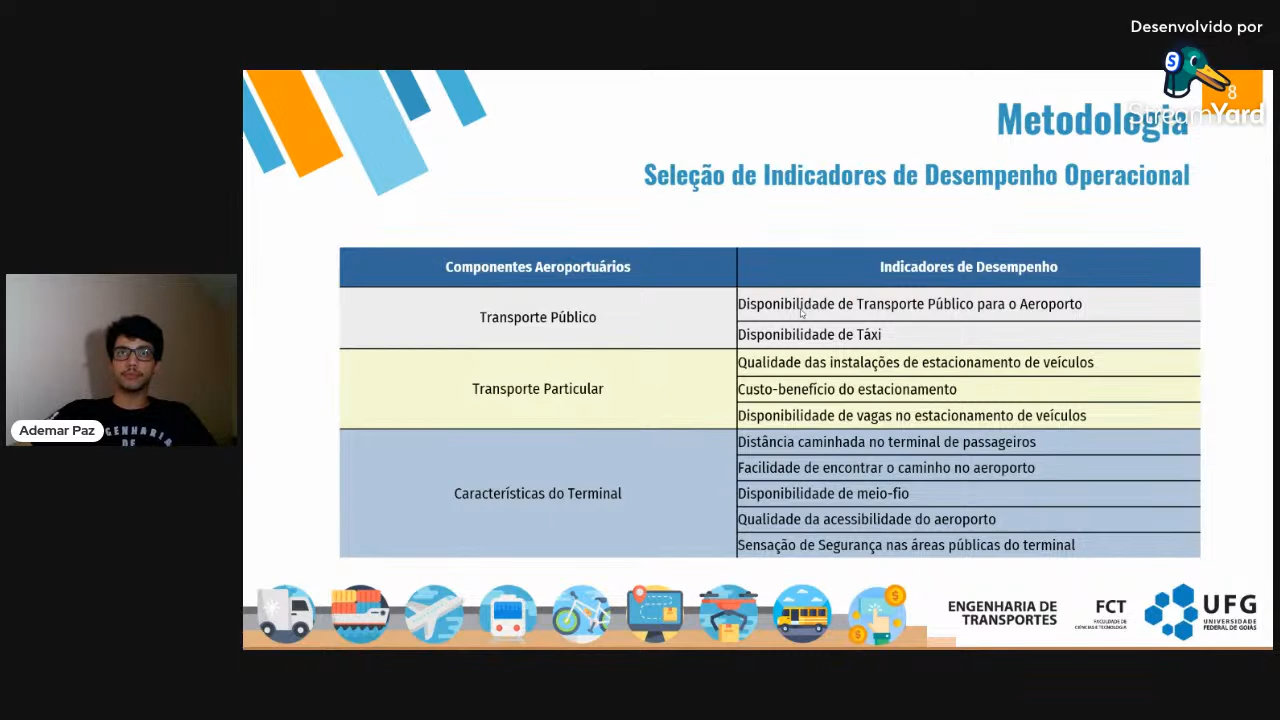 Desenvolvido por
StreamYard
8
Metodologia
Seleção de Indicadores de Desempenho Operacional
Componentes Aeroportuários
Indicadores de Desempenho
Transporte Público
Disponibilidade de Transporte Público para o Aeroporto
Disponibilidade de Táxi
Transporte Particular
Qualidade das instalações de estacionamento de veículos
Custo-benefício do estacionamento
Disponibilidade de vagas no estacionamento de veículos
Características do Terminal
Distância caminhada no terminal de passageiros
Facilidade de encontrar o caminho no aeroporto
Disponibilidade de meio-fio
Qualidade da acessibilidade do aeroporto
Sensação de Segurança nas áreas públicas do terminal
Ademar Paz
ENGENHARIA
DE
ENGENHARIA DE
TRANSPORTES
FCT
FACULDADE DE
CIÊNCIAS E TECNOLOGIA
UFG
UNIVERSIDADE
FEDERAL DE GOIÁS